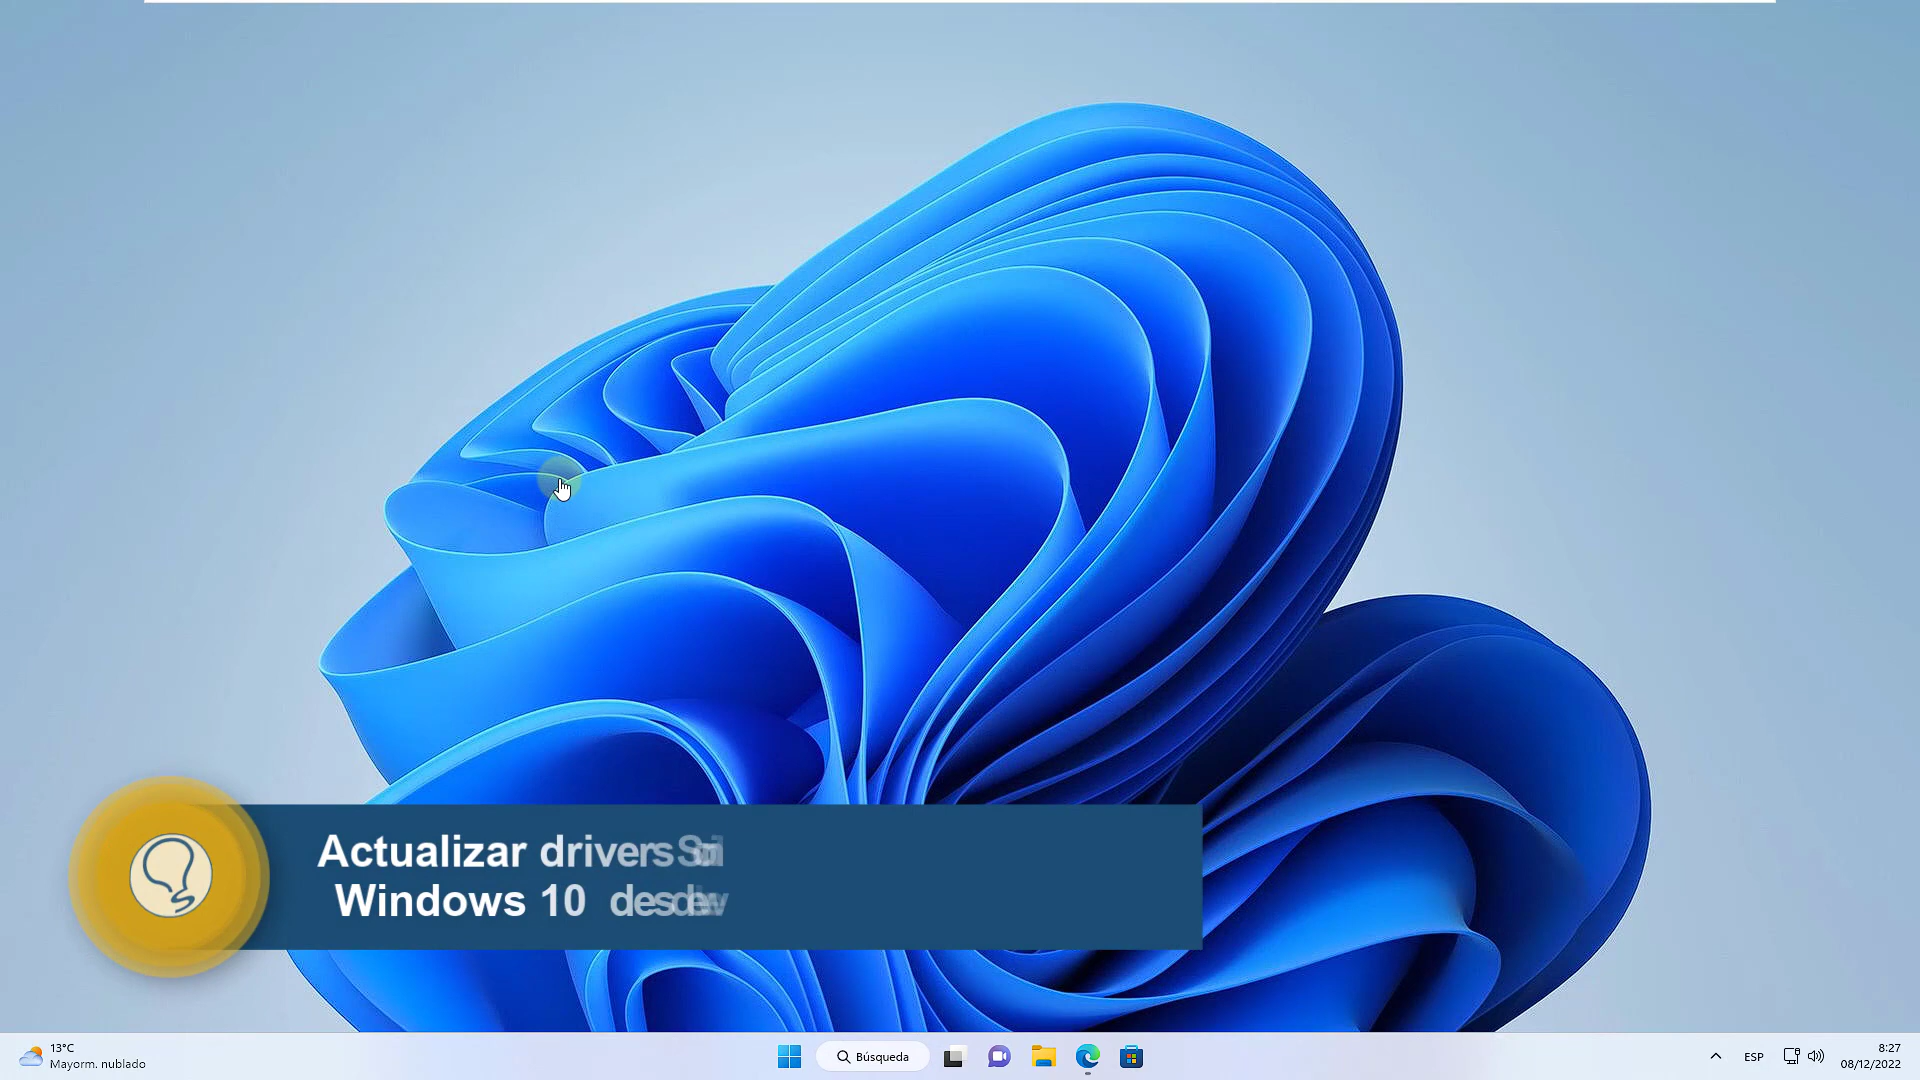 Actualizar drivers
Windows 10
13°C
Mayorm. nublado
Búsqueda
ESP
8:27
08/12/2022